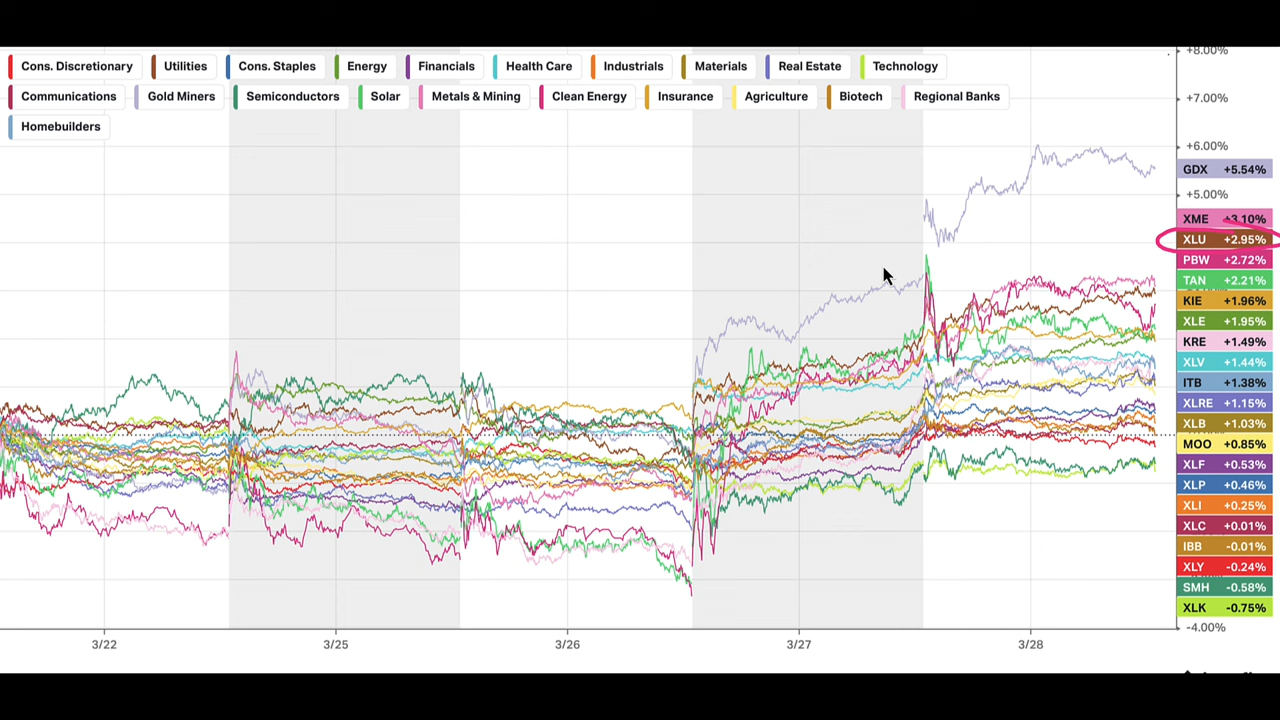 +8.00%
Cons. Discretionary Utilities Cons. Staples Energy Financials Health Care Industrials Materials Real Estate Technology
Communications Gold Miners Semiconductors Solar Metals & Mining Clean Energy Insurance Agriculture Biotech Regional Banks
+7.00%
Homebuilders
+6.00%
GDX +5.54%
+5.00%
XME +3.10%
XLU +2.95%
PBW +2.72%
TAN +2.21%
KIE +1.96%
XLE +1.95%
KRE +1.49%
XLV +1.44%
ITB +1.38%
XLRE +1.15%
XLB +1.03%
MOO +0.85%
XLF +0.53%
XLP +0.46%
XLI +0.25%
XLC +0.01%
IBB -0.01%
XLY -0.24%
SMH -0.58%
XLK -0.75%
-4.00%
3/22 3/25 3/26 3/27 3/28